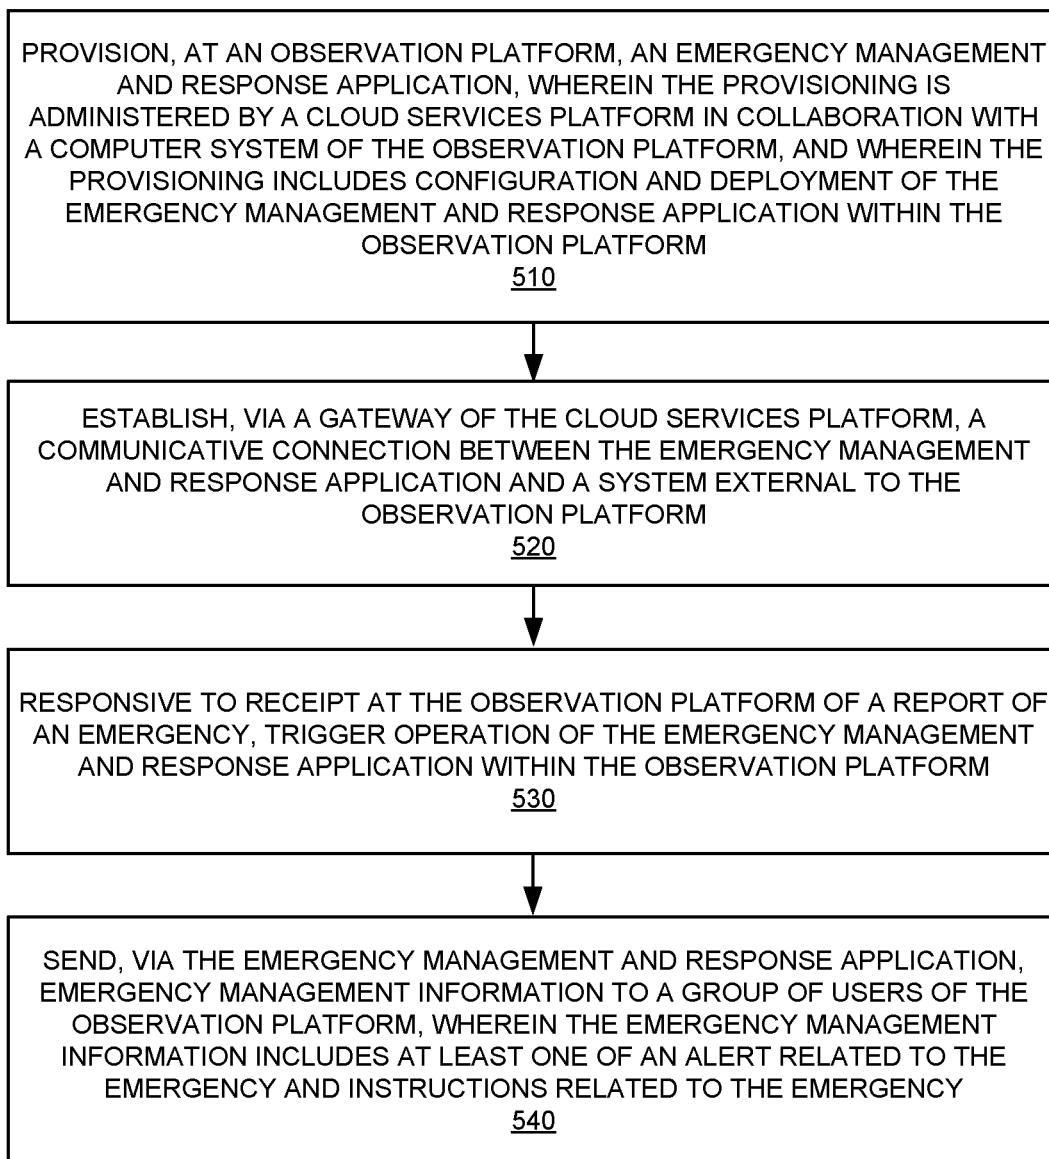 PROVISION, AT AN OBSERVATION PLATFORM, AN EMERGENCY MANAGEMENT
AND RESPONSE APPLICATION, WHEREIN THE PROVISIONING IS
ADMINISTERED BY A CLOUD SERVICES PLATFORM IN COLLABORATION WITH
A COMPUTER SYSTEM OF THE OBSERVATION PLATFORM, AND WHEREIN THE
PROVISIONING INCLUDES CONFIGURATION AND DEPLOYMENT OF THE
EMERGENCY MANAGEMENT AND RESPONSE APPLICATION WITHIN THE
OBSERVATION PLATFORM
510
ESTABLISH, VIA A GATEWAY OF THE CLOUD SERVICES PLATFORM, A
COMMUNICATIVE CONNECTION BETWEEN THE EMERGENCY MANAGEMENT
AND RESPONSE APPLICATION AND A SYSTEM EXTERNAL TO THE
OBSERVATION PLATFORM
520
RESPONSIVE TO RECEIPT AT THE OBSERVATION PLATFORM OF A REPORT OF
AN EMERGENCY, TRIGGER OPERATION OF THE EMERGENCY MANAGEMENT
AND RESPONSE APPLICATION WITHIN THE OBSERVATION PLATFORM
530
SEND, VIA THE EMERGENCY MANAGEMENT AND RESPONSE APPLICATION,
EMERGENCY MANAGEMENT INFORMATION TO A GROUP OF USERS OF THE
OBSERVATION PLATFORM, WHEREIN THE EMERGENCY MANAGEMENT
INFORMATION INCLUDES AT LEAST ONE OF AN ALERT RELATED TO THE
EMERGENCY AND INSTRUCTIONS RELATED TO THE EMERGENCY
540